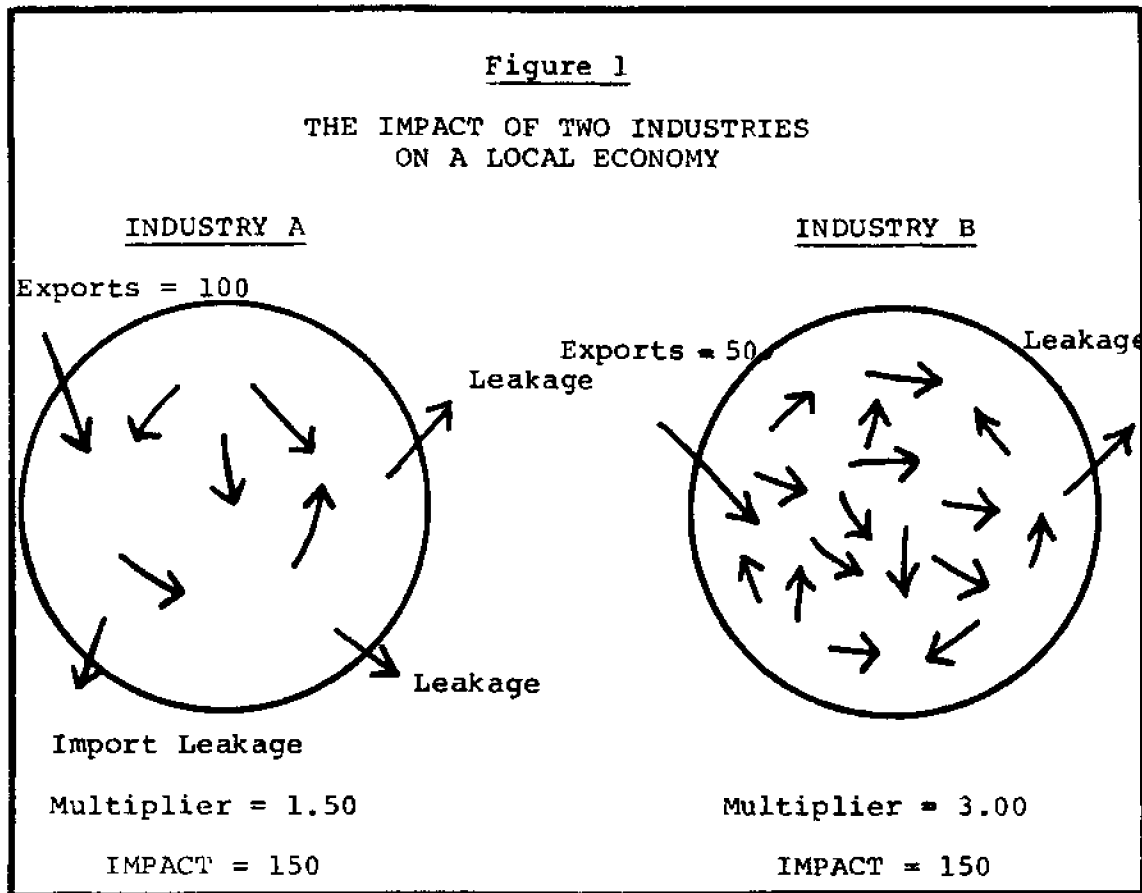 Figure 1
THE IMPACT OF TWO INDUSTRIES
ON A LOCAL ECONOMY
INDUSTRY A
Exports = 100
Leakage
Leakage
Import Leakage
Multiplier = 1.50
IMPACT = 150
INDUSTRY B
Exports = 50
Leakage
Multiplier = 3.00
IMPACT = 150